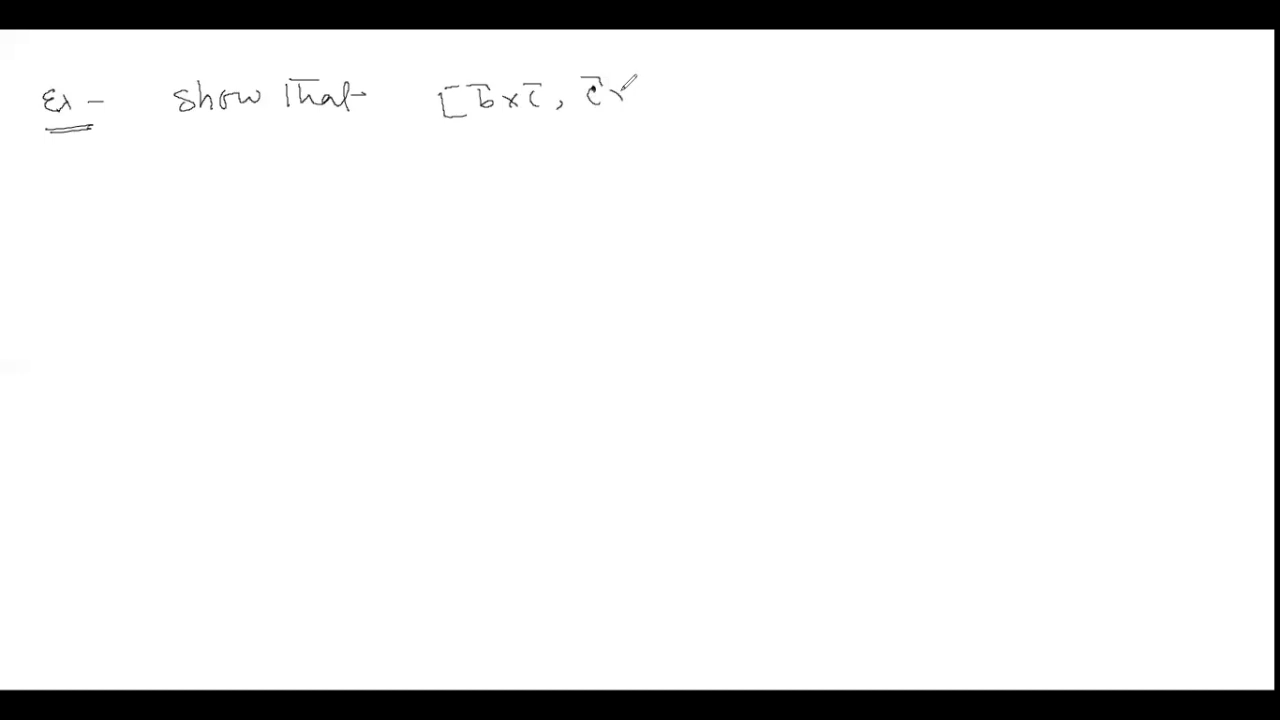 Ex - Show That [b̅ × c̅, c̅ ×